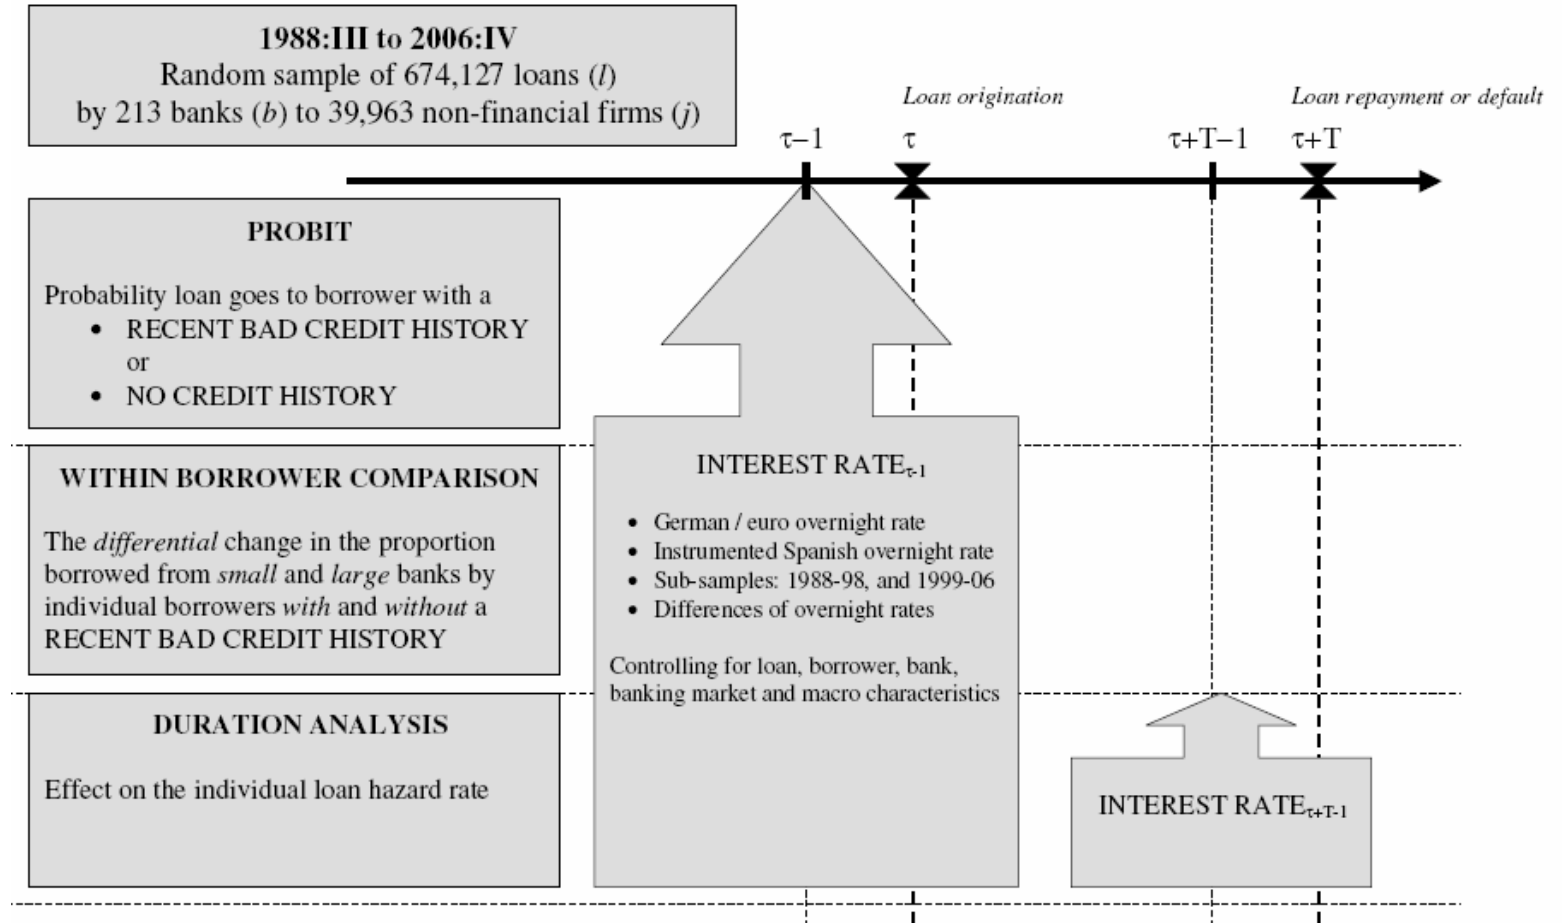 1988:III to 2006:IV
Random sample of 674,127 loans (l)
by 213 banks (b) to 39,963 non-financial firms (j)
Loan origination
Loan repayment or default
τ−1
τ
τ+T−1
τ+T
PROBIT
Probability loan goes to borrower with a
• RECENT BAD CREDIT HISTORY
or
• NO CREDIT HISTORY
WITHIN BORROWER COMPARISON
The differential change in the proportion
borrowed from small and large banks by
individual borrowers with and without a
RECENT BAD CREDIT HISTORY
DURATION ANALYSIS
Effect on the individual loan hazard rate
INTEREST RATEτ-1
• German / euro overnight rate
• Instrumented Spanish overnight rate
• Sub-samples: 1988-98, and 1999-06
• Differences of overnight rates
Controlling for loan, borrower, bank,
banking market and macro characteristics
INTEREST RATEτ+T-1